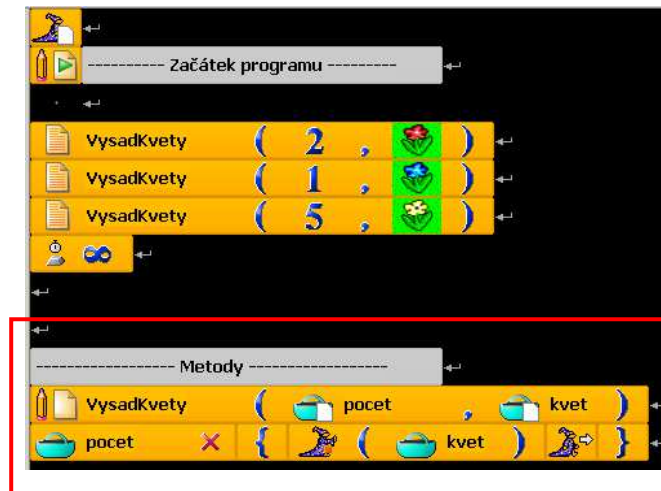 ---------- Začátek programu ---------
VysadKvety ( 2 , )
VysadKvety ( 1 , )
VysadKvety ( 5 , )
∞
------------------ Metody ------------------
VysadKvety ( pocet , kvet )
pocet { ( kvet ) }